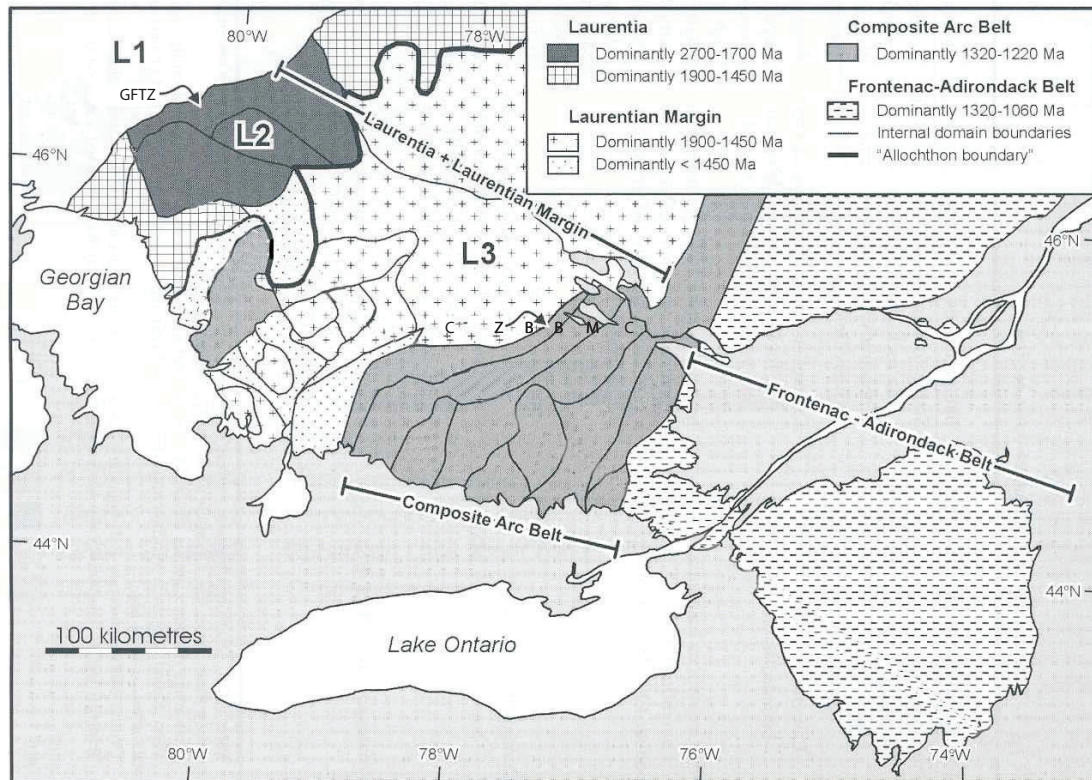 80°W
78°W
L1
GFTZ
L2
46°N
Laurentia + Laurentian Margin
L3
Georgian
Bay
C Z B B M C
46°N
Frontenac - Adirondack Belt
Composite Arc Belt
44°N
44°N
100 kilometres
Lake Ontario
80°W
78°W
76°W
74°W
Laurentia
Dominantly 2700-1700 Ma
Dominantly 1900-1450 Ma
Laurentian Margin
Dominantly 1900-1450 Ma
Dominantly < 1450 Ma
Composite Arc Belt
Dominantly 1320-1220 Ma
Frontenac-Adirondack Belt
Dominantly 1320-1060 Ma
Internal domain boundaries
"Allochthon boundary"